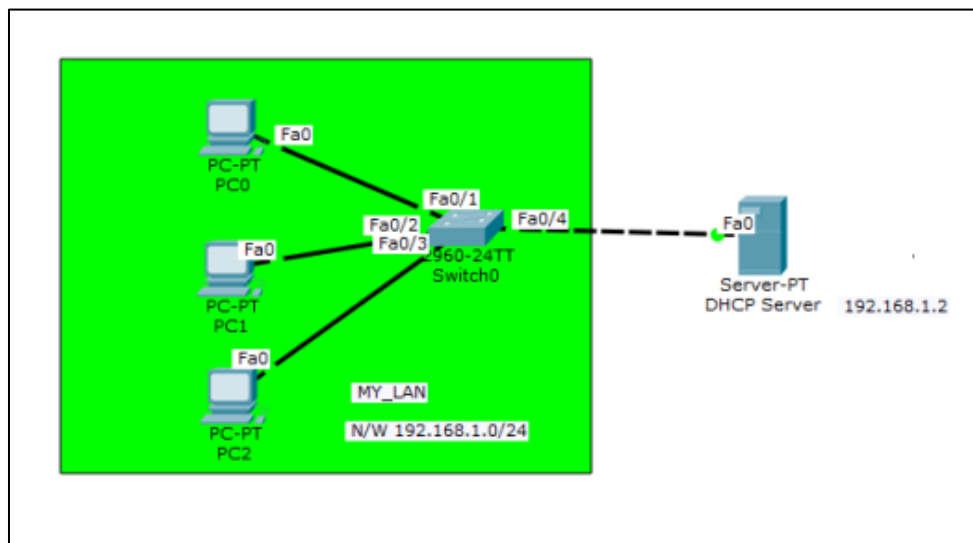 Fa0
PC-PT
PC0
Fa0/1
Fa0/2
Fa0/4
Fa0
Fa0
Fa0/3
2960-24TT
Switch0
PC-PT
PC1
Server-PT
DHCP Server
192.168.1.2
Fa0
MY_LAN
N/W 192.168.1.0/24
PC-PT
PC2